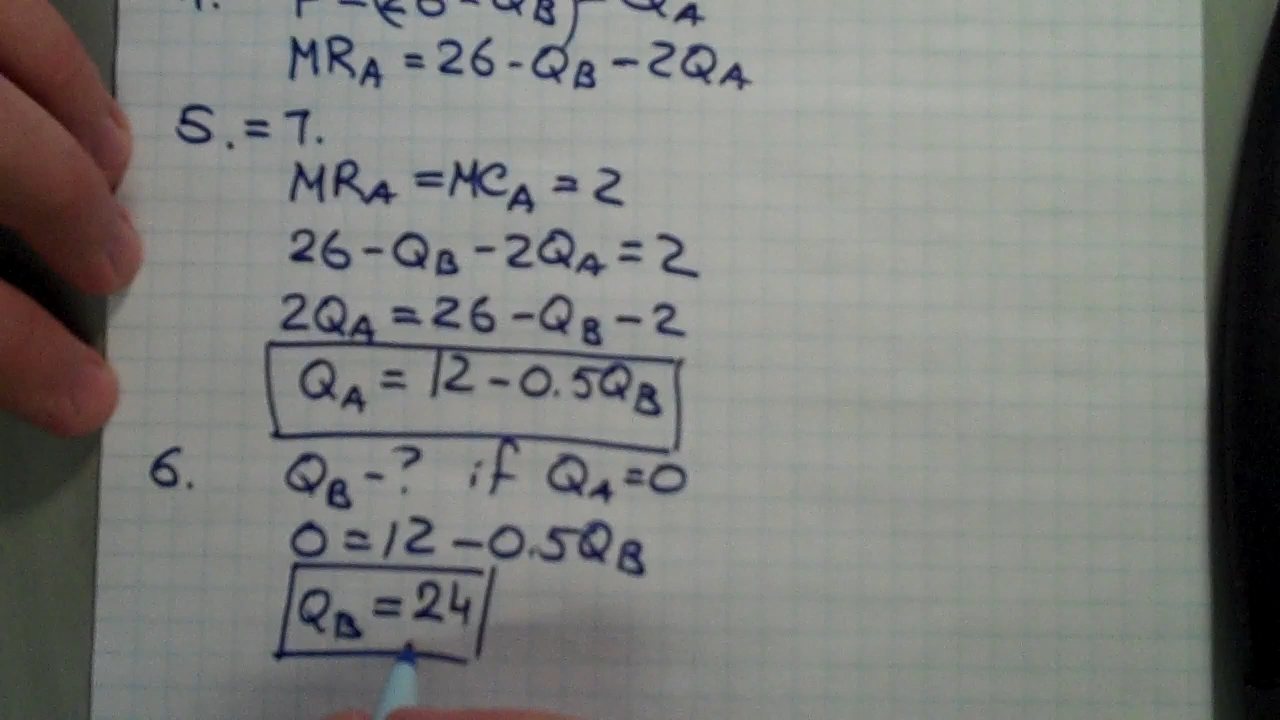 MRA = 26 - QB - 2QA
5. = 7.
MRA = MCA = 2
26 - QB - 2QA = 2
2QA = 26 - QB - 2
QA = 12 - 0.5QB
6. QB - ? if QA = 0
0 = 12 - 0.5QB
QB = 24